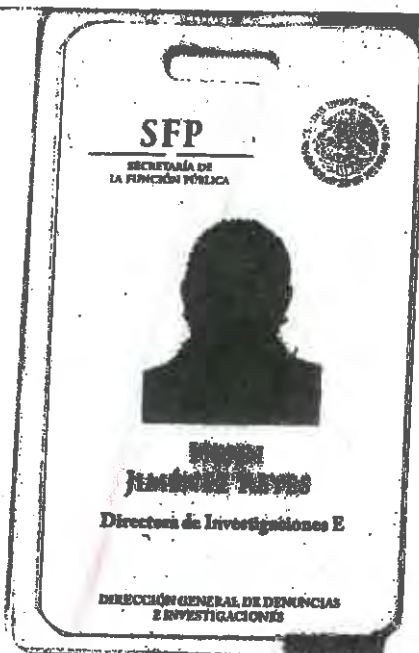 SFP
SECRETARÍA DE
LA FUNCIÓN PÚBLICA
Directora de Investigaciones E
DIRECCIÓN GENERAL DE DENUNCIAS
E INVESTIGACIONES